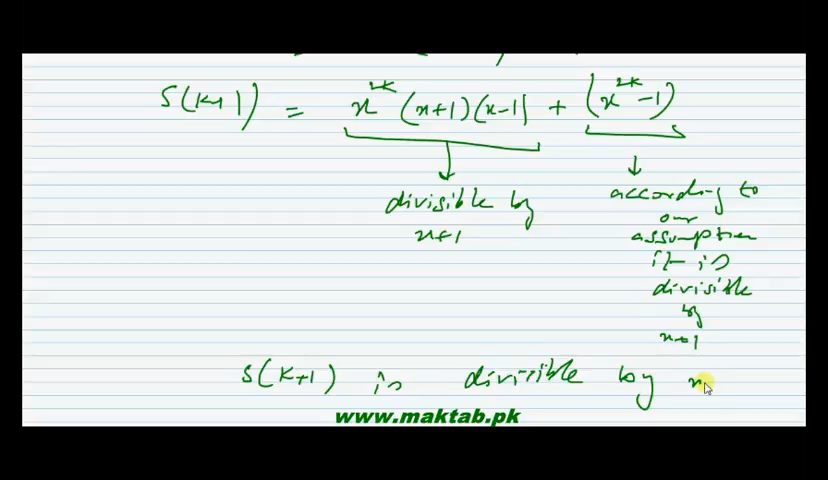 S(k+1) = x^2k (x+1)(x-1) + (x^2k -1)
divisible by
x+1
according to
our
assumption
it is
divisible
by
x+1
S(k+1) is divisible by x
www.maktab.pk